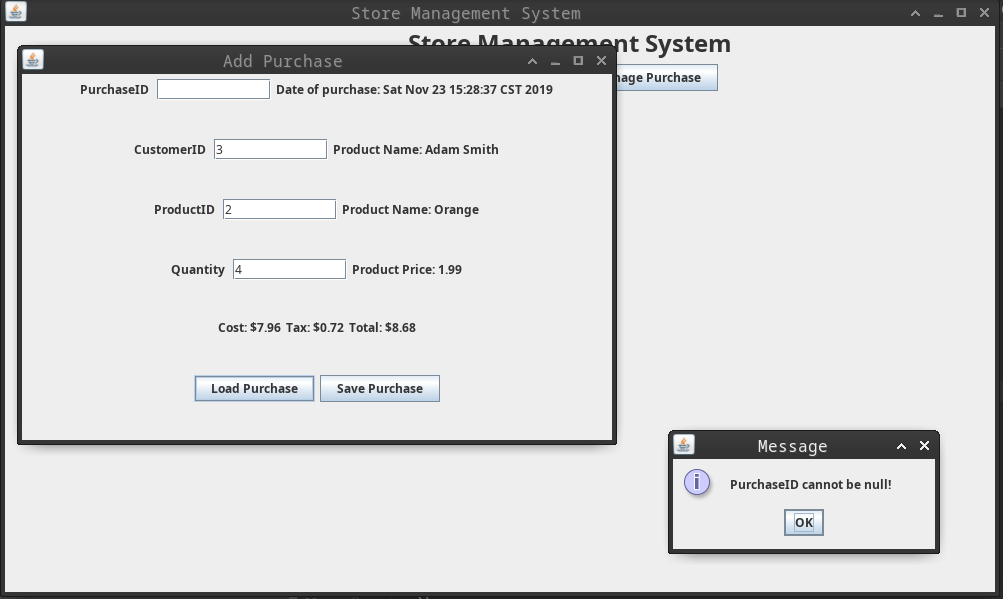 Store Management System
Store Management System
Add Purchase
nage Purchase
PurchaseID Date of purchase: Sat Nov 23 15:28:37 CST 2019
CustomerID 3 Product Name: Adam Smith
ProductID 2 Product Name: Orange
Quantity 4 Product Price: 1.99
Cost: $7.96 Tax: $0.72 Total: $8.68
Load Purchase Save Purchase
Message
PurchaseID cannot be null!
OK